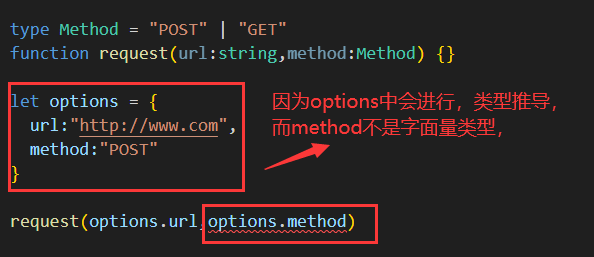 type Method = "POST" | "GET"
function request(url:string,method:Method) {}
let options = {
url:"http://www.com",
method:"POST"
}
因为options中会进行，类型推导，
而method不是字面量类型，
request(options.url,options.method)